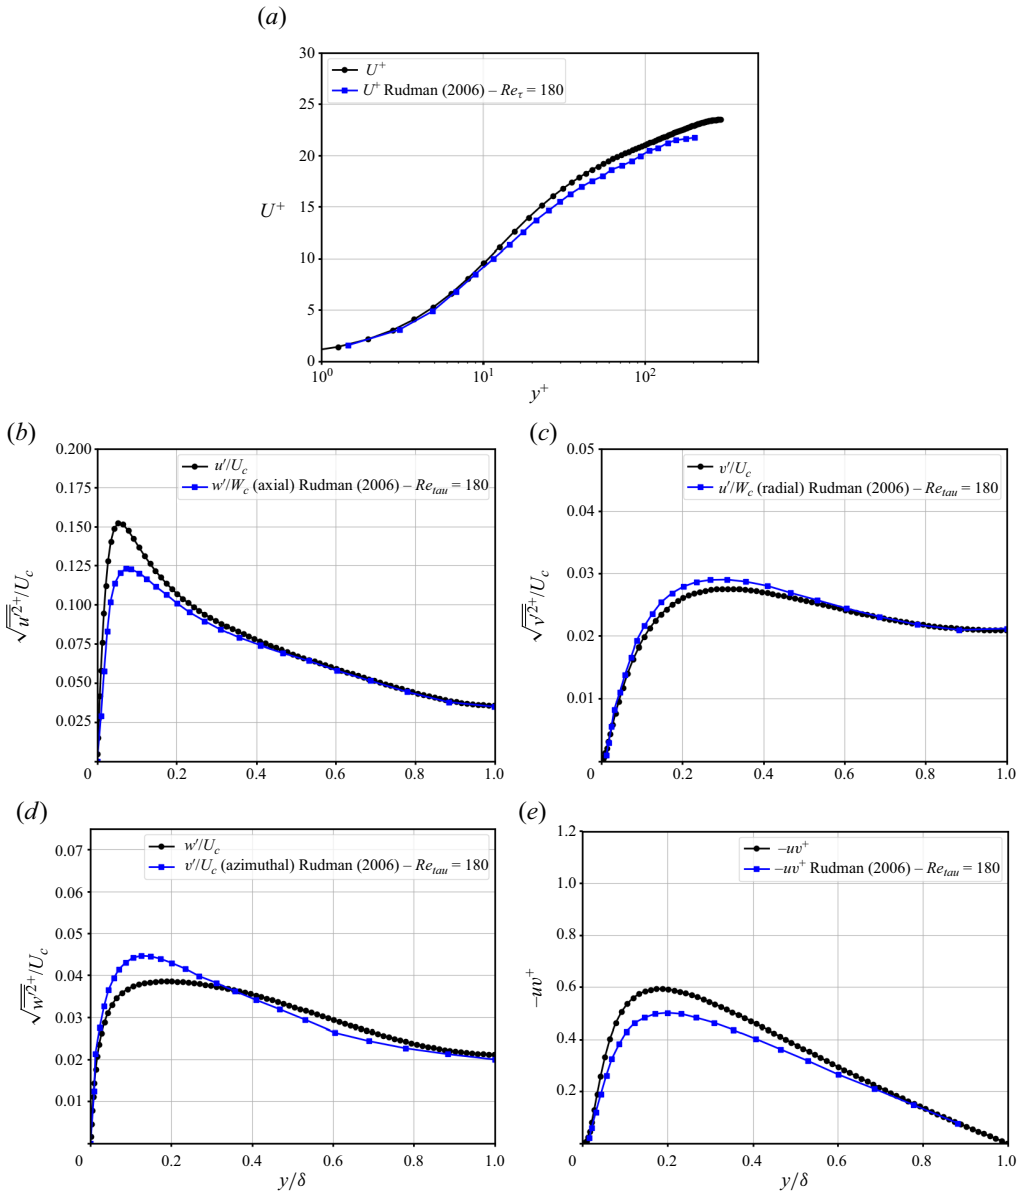 (a)
30
25
20
15
10
5
0
U+
U+
U+ Rudman (2006) – Reτ = 180
10^0
10^1
10^2
y+
(b)
0.200
0.175
0.150
0.125
0.100
0.075
0.050
0.025
√u′2+/Uc
u′/Uc
w′/Wc (axial) Rudman (2006) – Retau = 180
0
0.2
0.4
0.6
0.8
1.0
(c)
0.05
0.04
0.03
0.02
0.01
√v′2+/Uc
v′/Uc
u′/Wc (radial) Rudman (2006) – Retau = 180
0
0.2
0.4
0.6
0.8
1.0
(d)
0.07
0.06
0.05
0.04
0.03
0.02
0.01
√w′2+/Uc
w′/Uc
v′/Uc (azimuthal) Rudman (2006) – Retau = 180
0
0.2
0.4
0.6
0.8
1.0
y/δ
(e)
1.2
1.0
0.8
0.6
0.4
0.2
–uv+
–uv+
–uv+ Rudman (2006) – Retau = 180
0
0.2
0.4
0.6
0.8
1.0
y/δ